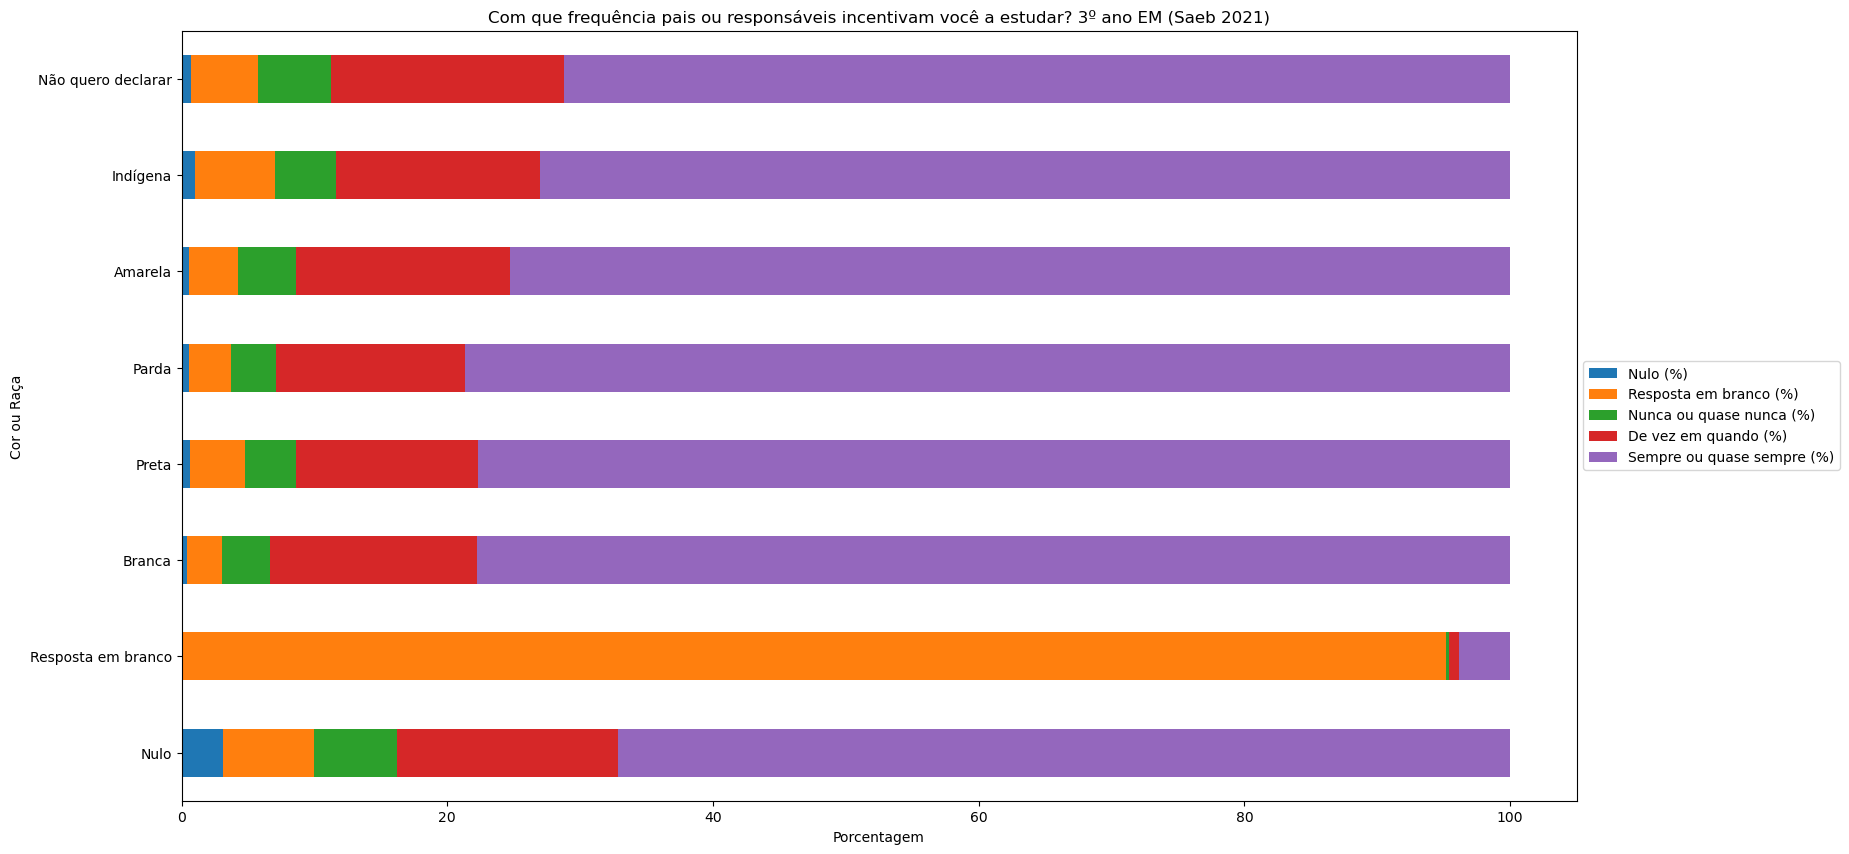 Com que frequência pais ou responsáveis incentivam você a estudar? 3º ano EM (Saeb 2021)
Cor ou Raça
Não quero declarar
Indígena
Amarela
Parda
Preta
Branca
Resposta em branco
Nulo
0 20 40 60 80 100
Porcentagem
Nulo (%)
Resposta em branco (%)
Nunca ou quase nunca (%)
De vez em quando (%)
Sempre ou quase sempre (%)